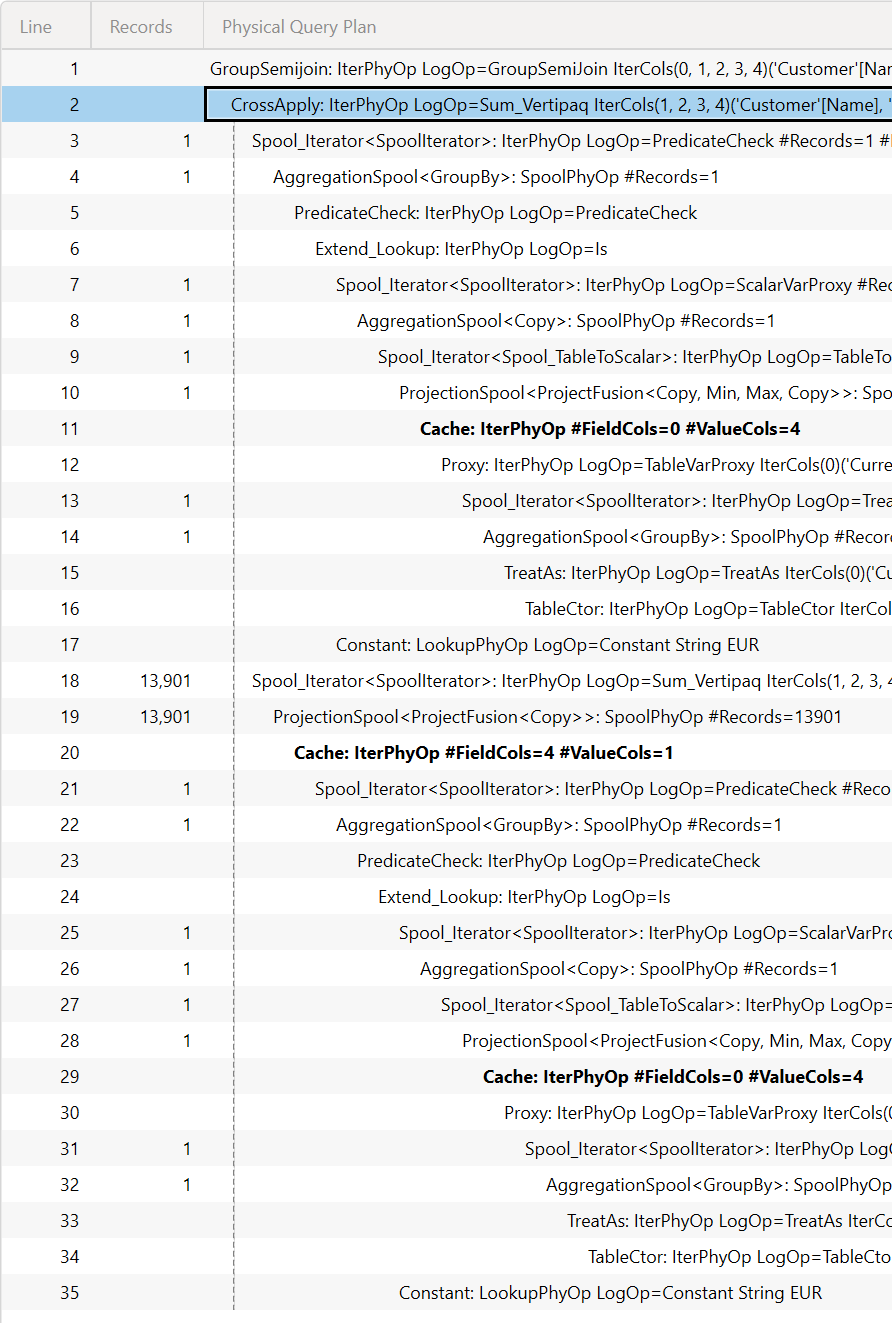 Line Records Physical Query Plan
1 GroupSemijoin: IterPhyOp LogOp=GroupSemiJoin IterCols(0, 1, 2, 3, 4)('Customer'[Nar
2 CrossApply: IterPhyOp LogOp=Sum_Vertipaq IterCols(1, 2, 3, 4)('Customer'[Name], '
3 1 Spool_Iterator<SpoolIterator>: IterPhyOp LogOp=PredicateCheck #Records=1 #
4 1 AggregationSpool<GroupBy>: SpoolPhyOp #Records=1
5 PredicateCheck: IterPhyOp LogOp=PredicateCheck
6 Extend_Lookup: IterPhyOp LogOp=Is
7 1 Spool_Iterator<SpoolIterator>: IterPhyOp LogOp=ScalarVarProxy #Rec
8 1 AggregationSpool<Copy>: SpoolPhyOp #Records=1
9 1 Spool_Iterator<Spool_TableToScalar>: IterPhyOp LogOp=TableTo
10 1 ProjectionSpool<ProjectFusion<Copy, Min, Max, Copy>>: Spo
11 Cache: IterPhyOp #FieldCols=0 #ValueCols=4
12 Proxy: IterPhyOp LogOp=TableVarProxy IterCols(0)('Curre
13 1 Spool_Iterator<SpoolIterator>: IterPhyOp LogOp=Trea
14 1 AggregationSpool<GroupBy>: SpoolPhyOp #Recor
15 TreatAs: IterPhyOp LogOp=TreatAs IterCols(0)('Cu
16 TableCtor: IterPhyOp LogOp=TableCtor IterCol
17 Constant: LookupPhyOp LogOp=Constant String EUR
18 13,901 Spool_Iterator<SpoolIterator>: IterPhyOp LogOp=Sum_Vertipaq IterCols(1, 2, 3, 4
19 13,901 ProjectionSpool<ProjectFusion<Copy>>: SpoolPhyOp #Records=13901
20 Cache: IterPhyOp #FieldCols=4 #ValueCols=1
21 1 Spool_Iterator<SpoolIterator>: IterPhyOp LogOp=PredicateCheck #Reco
22 1 AggregationSpool<GroupBy>: SpoolPhyOp #Records=1
23 PredicateCheck: IterPhyOp LogOp=PredicateCheck
24 Extend_Lookup: IterPhyOp LogOp=Is
25 1 Spool_Iterator<SpoolIterator>: IterPhyOp LogOp=ScalarVarPro
26 1 AggregationSpool<Copy>: SpoolPhyOp #Records=1
27 1 Spool_Iterator<Spool_TableToScalar>: IterPhyOp LogOp=
28 1 ProjectionSpool<ProjectFusion<Copy, Min, Max, Copy
29 Cache: IterPhyOp #FieldCols=0 #ValueCols=4
30 Proxy: IterPhyOp LogOp=TableVarProxy IterCols(0
31 1 Spool_Iterator<SpoolIterator>: IterPhyOp Log
32 1 AggregationSpool<GroupBy>: SpoolPhyOp
33 TreatAs: IterPhyOp LogOp=TreatAs IterCo
34 TableCtor: IterPhyOp LogOp=TableCto
35 Constant: LookupPhyOp LogOp=Constant String EUR